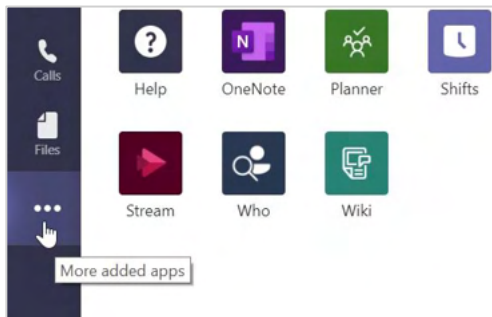 Calls
Files
More added apps
Help OneNote Planner Shifts
Stream Who Wiki